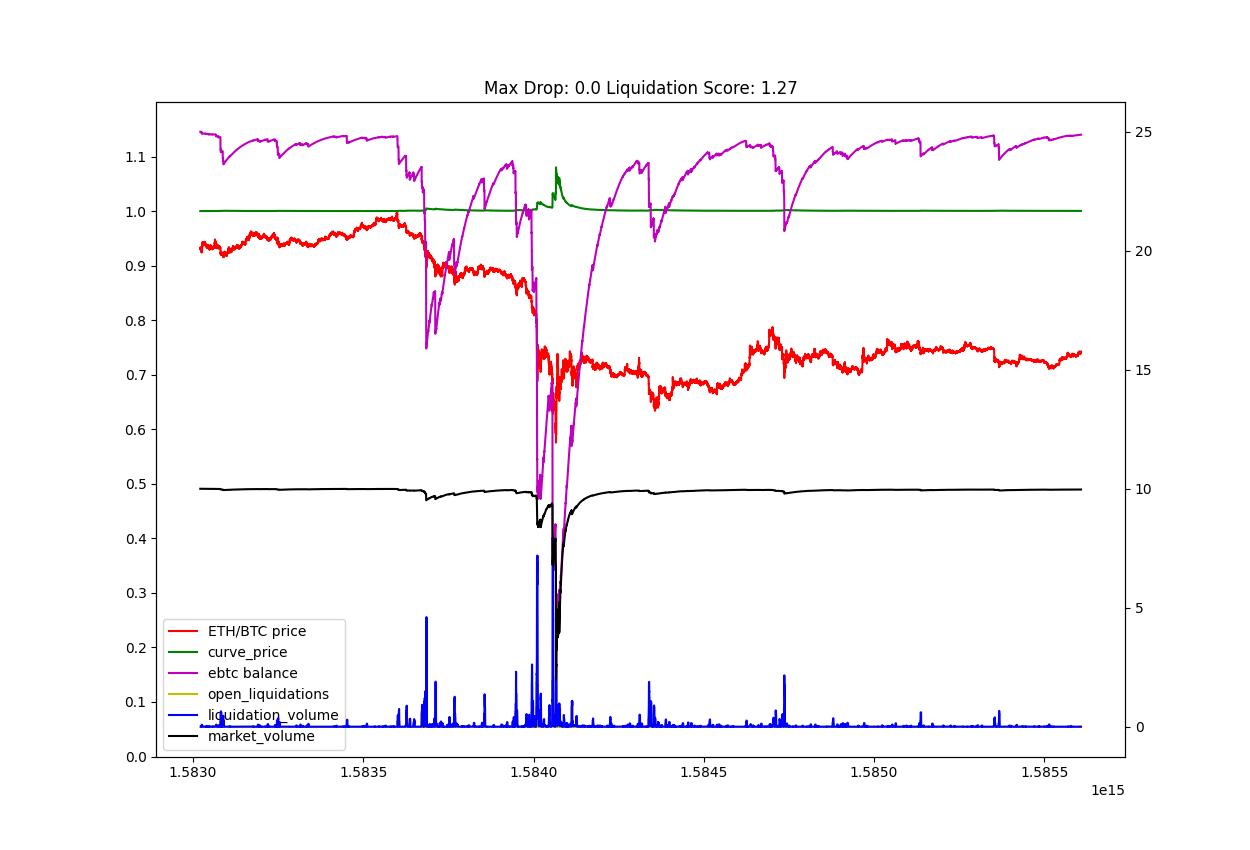 Max Drop: 0.0 Liquidation Score: 1.27
1.1
1.0
0.9
0.8
0.7
0.6
0.5
0.4
0.3
0.2
0.1
0.0
25
20
15
10
5
0
ETH/BTC price
curve_price
ebtc balance
open_liquidations
liquidation_volume
market_volume
1.5830 1.5835 1.5840 1.5845 1.5850 1.5855
1e15